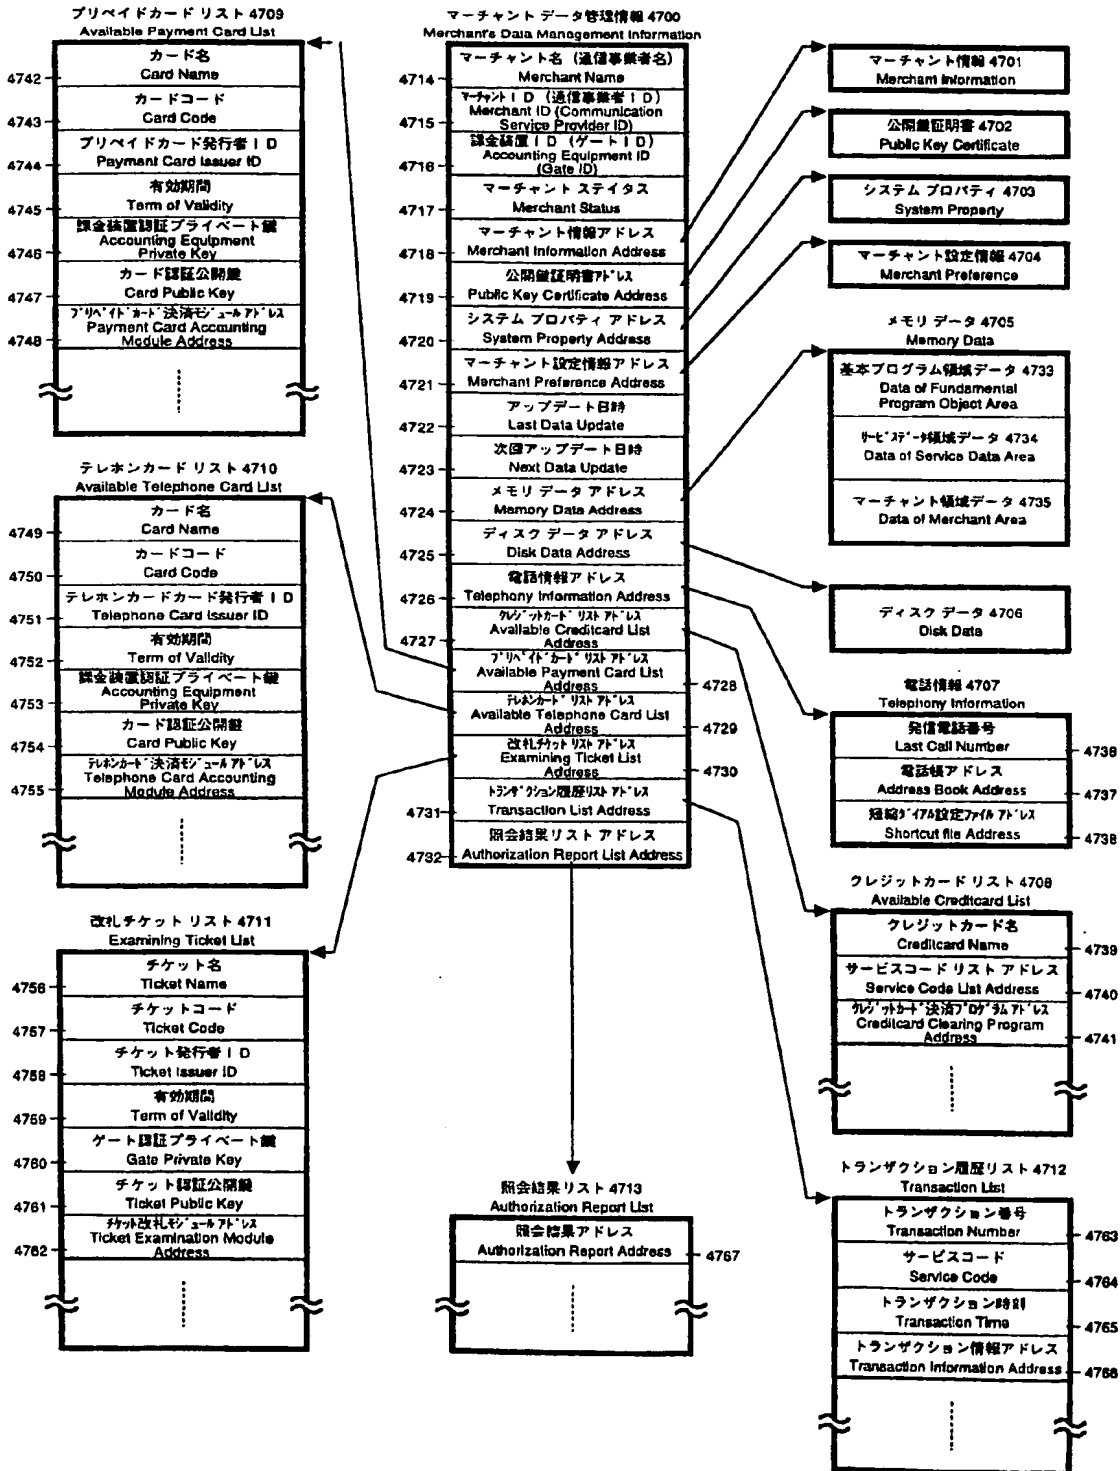 プリペイドカード リスト 4709
Available Payment Card List
カード名
Card Name
4742
カードコード
Card Code
4743
プリペイドカード発行者ID
Payment Card Issuer ID
4744
有効期間
Term of Validity
4745
課金装置認証プライベート鍵
Accounting Equipment
Private Key
4746
カード認証公開鍵
Card Public Key
4747
プリペイドカード決済モジュールアドレス
Payment Card Accounting
Module Address
4748
テレホンカード リスト 4710
Available Telephone Card List
カード名
Card Name
4749
カードコード
Card Code
4750
テレホンカードカード発行者ID
Telephone Card Issuer ID
4751
有効期間
Term of Validity
4752
課金装置認証プライベート鍵
Accounting Equipment
Private Key
4753
カード認証公開鍵
Card Public Key
4754
テレホンカード決済モジュールアドレス
Telephone Card Accounting
Module Address
4755
改札チケット リスト 4711
Examining Ticket List
チケット名
Ticket Name
4756
チケットコード
Ticket Code
4757
チケット発行者ID
Ticket Issuer ID
4758
有効期間
Term of Validity
4759
ゲート認証プライベート鍵
Gate Private Key
4760
チケット認証公開鍵
Ticket Public Key
4761
チケット改札モジュールアドレス
Ticket Examination Module
Address
4762
マーチャント データ管理情報 4700
Merchant's Data Management Information
マーチャント名 (通信事業者名)
Merchant Name
4714
マーチャントID (通信事業者ID)
Merchant ID (Communication
Service Provider ID)
4715
課金装置ID (ゲートID)
Accounting Equipment ID
(Gate ID)
4716
マーチャント ステイタス
Merchant Status
4717
マーチャント情報アドレス
Merchant Information Address
4718
公開鍵証明書アドレス
Public Key Certificate Address
4719
システム プロパティ アドレス
System Property Address
4720
マーチャント設定情報アドレス
Merchant Preference Address
4721
アップデート日時
Last Data Update
4722
次回アップデート日時
Next Data Update
4723
メモリ データ アドレス
Memory Data Address
4724
ディスク データ アドレス
Disk Data Address
4725
電話情報アドレス
Telephony Information Address
4726
クレジットカード リスト アドレス
Available Creditcard List
Address
4727
プリペイドカード リスト アドレス
Available Payment Card List
Address
4728
テレホンカード リスト アドレス
Available Telephone Card List
Address
4729
改札チケット リスト アドレス
Examining Ticket List
Address
4730
トランザクション履歴リスト アドレス
Transaction List Address
4731
照会結果リスト アドレス
Authorization Report List Address
4732
照会結果リスト 4713
Authorization Report List
照会結果アドレス
Authorization Report Address
4767
マーチャント情報 4701
Merchant Information
公開鍵証明書 4702
Public Key Certificate
システム プロパティ 4703
System Property
マーチャント設定情報 4704
Merchant Preference
メモリ データ 4705
Memory Data
基本プログラム領域データ 4733
Data of Fundamental
Program Object Area
サービスデータ領域データ 4734
Data of Service Data Area
マーチャント領域データ 4735
Data of Merchant Area
ディスク データ 4706
Disk Data
電話情報 4707
Telephony Information
発信電話番号
Last Call Number
4736
電話帳アドレス
Address Book Address
4737
短縮ダイアル設定ファイル アドレス
Shortcut file Address
4738
クレジットカード リスト 4708
Available Creditcard List
クレジットカード名
Creditcard Name
4739
サービスコード リスト アドレス
Service Code List Address
4740
クレジットカード決済プログラムアドレス
Creditcard Clearing Program
Address
4741
トランザクション履歴リスト 4712
Transaction List
トランザクション番号
Transaction Number
4763
サービスコード
Service Code
4764
トランザクション時刻
Transaction Time
4765
トランザクション情報アドレス
Transaction Information Address
4766